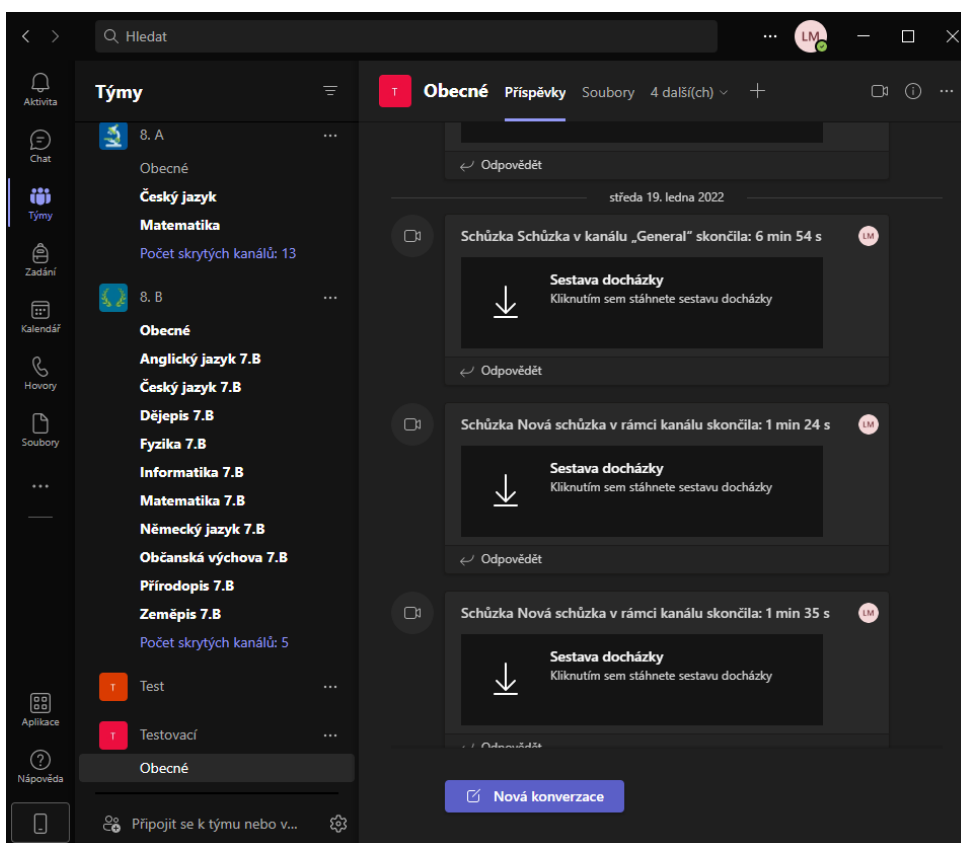 Hledat
LM
Aktivita
Chat
Týmy
Zadání
Kalendář
Hovory
Soubory
Aplikace
Nápověda
Týmy
8. A
Obecné
Český jazyk
Matematika
Počet skrytých kanálů: 13
8. B
Obecné
Anglický jazyk 7.B
Český jazyk 7.B
Dějepis 7.B
Fyzika 7.B
Informatika 7.B
Matematika 7.B
Německý jazyk 7.B
Občanská výchova 7.B
Přírodopis 7.B
Zeměpis 7.B
Počet skrytých kanálů: 5
T Test
T Testovací
Obecné
Připojit se k týmu nebo v...
T Obecné Příspěvky Soubory 4 další(ch)
Odpovědět
středa 19. ledna 2022
Schůzka Schůzka v kanálu „General“ skončila: 6 min 54 s LM
Sestava docházky
Kliknutím sem stáhnete sestavu docházky
Odpovědět
Schůzka Nová schůzka v rámci kanálu skončila: 1 min 24 s LM
Sestava docházky
Kliknutím sem stáhnete sestavu docházky
Odpovědět
Schůzka Nová schůzka v rámci kanálu skončila: 1 min 35 s LM
Sestava docházky
Kliknutím sem stáhnete sestavu docházky
Odpovědět
Nová konverzace